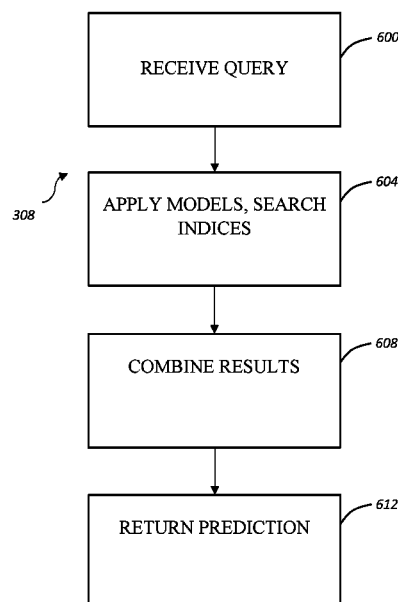 RECEIVE QUERY
600
308
APPLY MODELS, SEARCH
INDICES
604
COMBINE RESULTS
608
RETURN PREDICTION
612